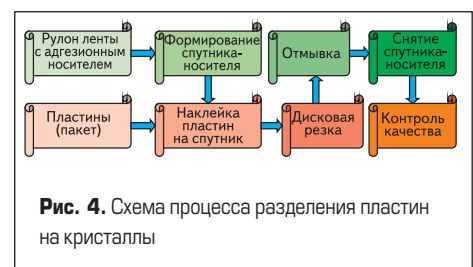 Рулон ленты
с адгезионным
носителем
Формирование
спутника-
носителя
Отмывка
Снятие
спутника-
носителя
Пластины
(пакет)
Наклейка
пластин
на спутник
Дисковая
резка
Контроль
качества
Рис. 4. Схема процесса разделения пластин
на кристаллы